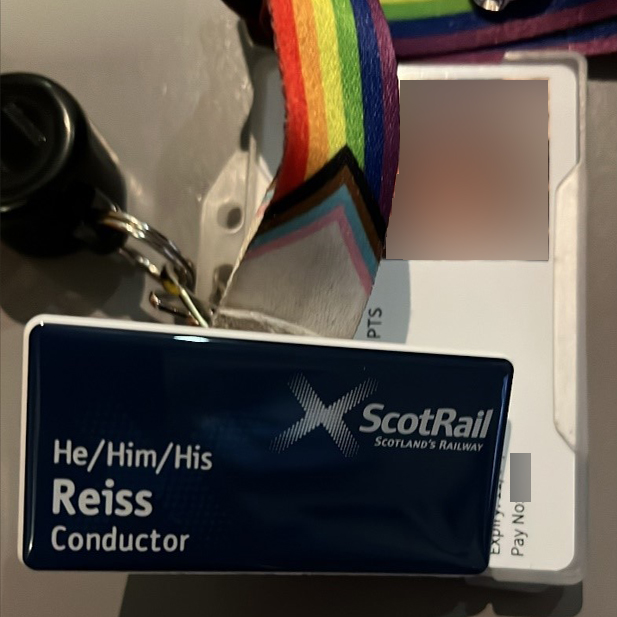 PTS
ScotRail
SCOTLAND'S RAILWAY
He/Him/His
Reiss
Conductor
Expiry:
Pay No